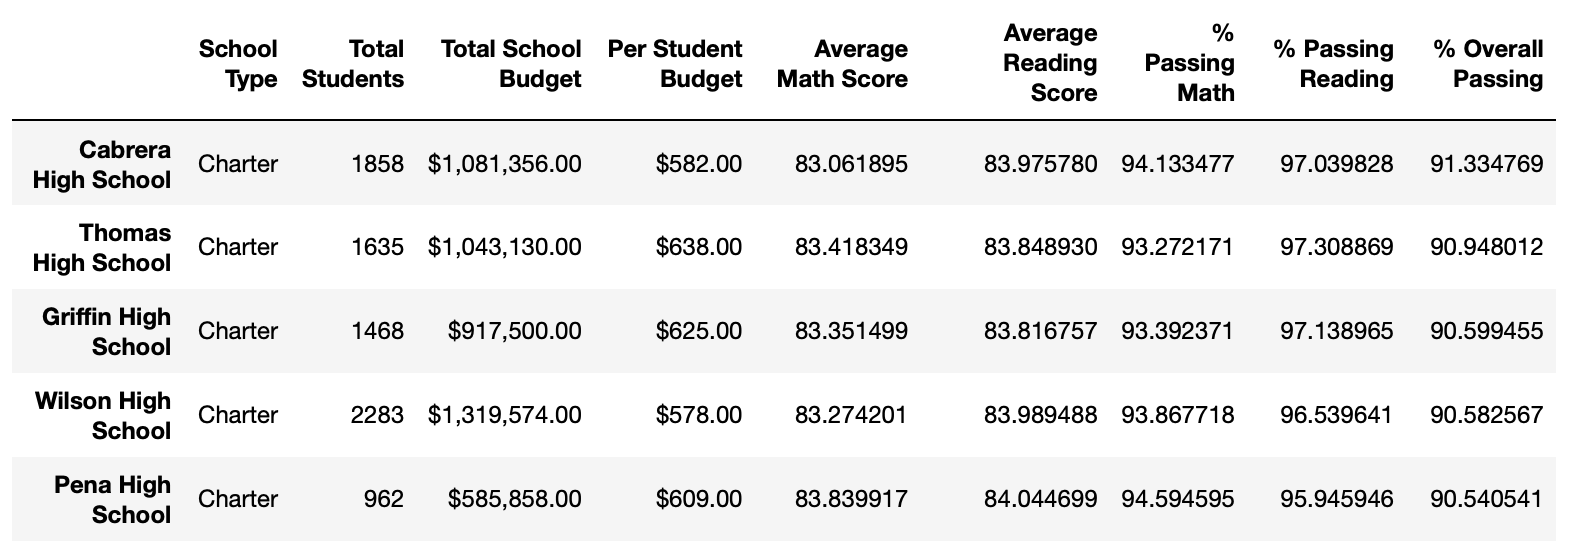 School Type Total Students Total School Budget Per Student Budget Average Math Score Average Reading Score % Passing Math % Passing Reading % Overall Passing
Cabrera High School Charter 1858 $1,081,356.00 $582.00 83.061895 83.975780 94.133477 97.039828 91.334769
Thomas High School Charter 1635 $1,043,130.00 $638.00 83.418349 83.848930 93.272171 97.308869 90.948012
Griffin High School Charter 1468 $917,500.00 $625.00 83.351499 83.816757 93.392371 97.138965 90.599455
Wilson High School Charter 2283 $1,319,574.00 $578.00 83.274201 83.989488 93.867718 96.539641 90.582567
Pena High School Charter 962 $585,858.00 $609.00 83.839917 84.044699 94.594595 95.945946 90.540541